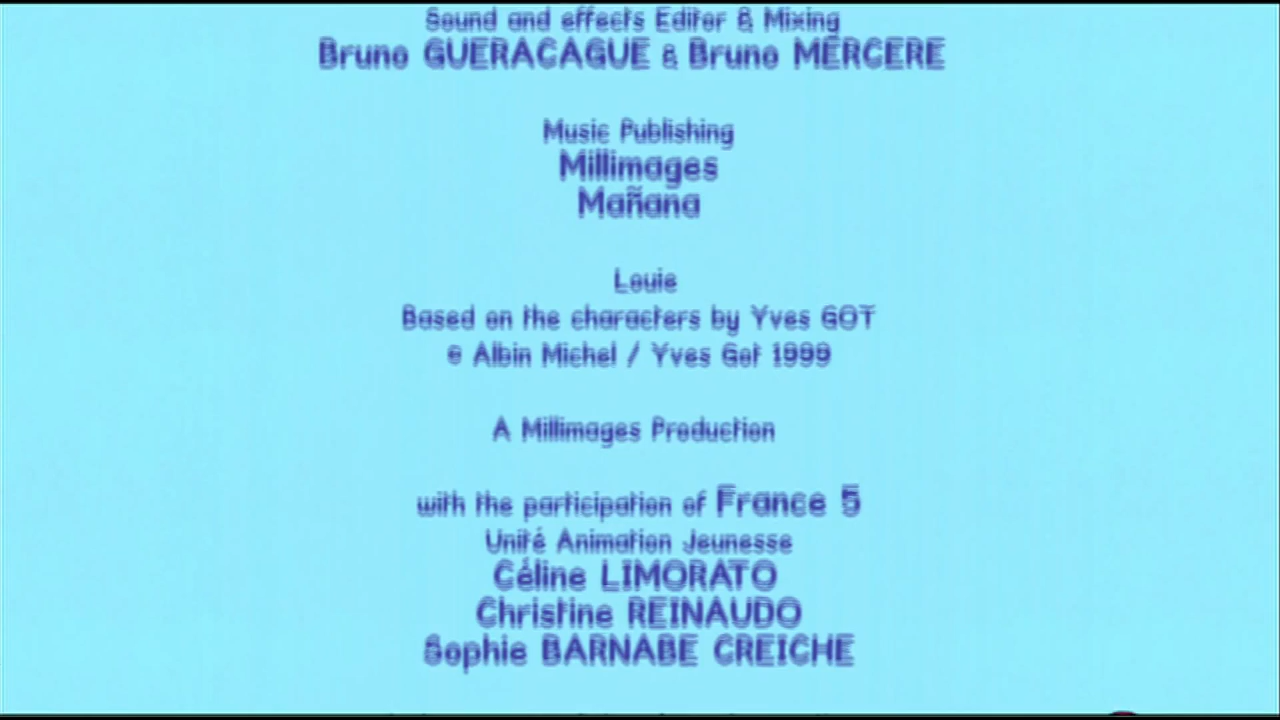 Sound and effects Editor & Mixing
Bruno GUERACAGUE & Bruno MERCERE
Music Publishing
Millimages
Mañana
Louie
Based on the characters by Yves GOT
© Albin Michel / Yves Got 1999
A Millimages Production
with the participation of France 5
Unité Animation Jeunesse
Céline LIMORATO
Christine REINAUDO
Sophie BARNABE CREICHE